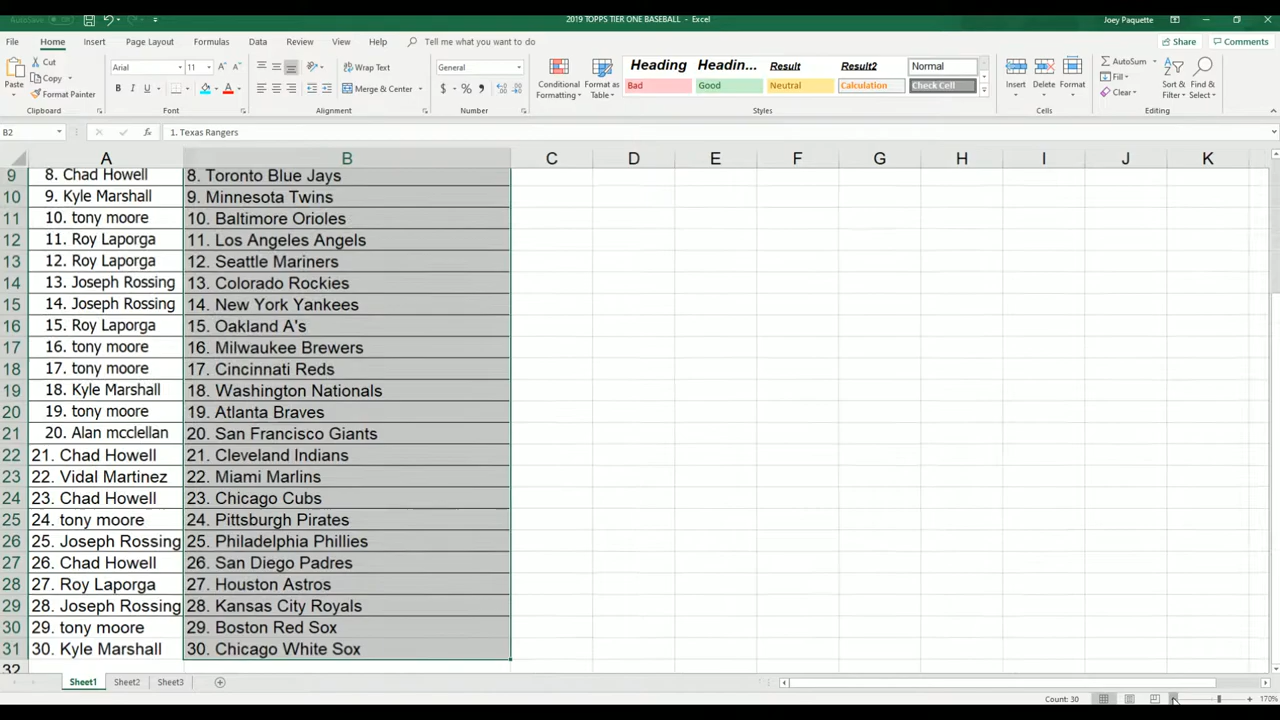 AutoSave
2019 TOPPS TIER ONE BASEBALL - Excel
Joey Paquette
File Home Insert Page Layout Formulas Data Review View Help Tell me what you want to do
Share Comments
Paste
Cut
Copy
Format Painter
Clipboard
Arial 11
B I U
Font
Wrap Text
Merge & Center
Alignment
General
$ % ,
Number
Conditional Formatting
Format as Table
Heading Headin... Result Result2 Normal
Bad Good Neutral Calculation Check Cell
Styles
Insert Delete Format
Cells
AutoSum
Fill
Clear
Sort & Filter
Find & Select
Editing
B2 fx 1. Texas Rangers
A B C D E F G H I J K
9 8. Chad Howell 8. Toronto Blue Jays
10 9. Kyle Marshall 9. Minnesota Twins
11 10. tony moore 10. Baltimore Orioles
12 11. Roy Laporga 11. Los Angeles Angels
13 12. Roy Laporga 12. Seattle Mariners
14 13. Joseph Rossing 13. Colorado Rockies
15 14. Joseph Rossing 14. New York Yankees
16 15. Roy Laporga 15. Oakland A's
17 16. tony moore 16. Milwaukee Brewers
18 17. tony moore 17. Cincinnati Reds
19 18. Kyle Marshall 18. Washington Nationals
20 19. tony moore 19. Atlanta Braves
21 20. Alan mcclellan 20. San Francisco Giants
22 21. Chad Howell 21. Cleveland Indians
23 22. Vidal Martinez 22. Miami Marlins
24 23. Chad Howell 23. Chicago Cubs
25 24. tony moore 24. Pittsburgh Pirates
26 25. Joseph Rossing 25. Philadelphia Phillies
27 26. Chad Howell 26. San Diego Padres
28 27. Roy Laporga 27. Houston Astros
29 28. Joseph Rossing 28. Kansas City Royals
30 29. tony moore 29. Boston Red Sox
31 30. Kyle Marshall 30. Chicago White Sox
32
Sheet1 Sheet2 Sheet3
Count: 30 170%